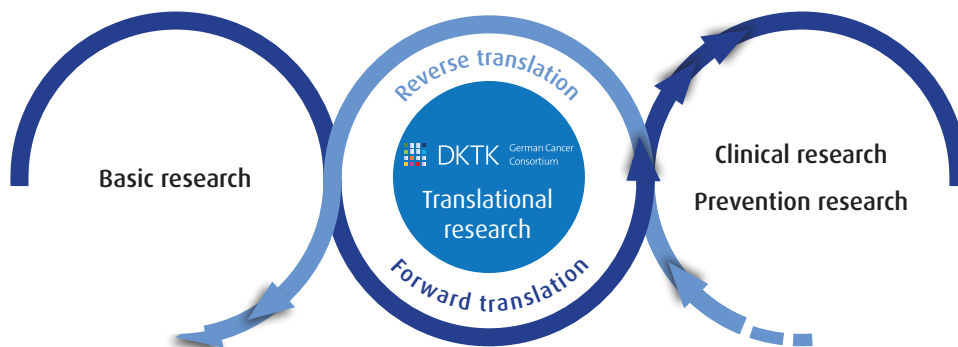 Basic research
Reverse translation
DKTK German Cancer
Consortium
Translational
research
Forward translation
Clinical research
Prevention research